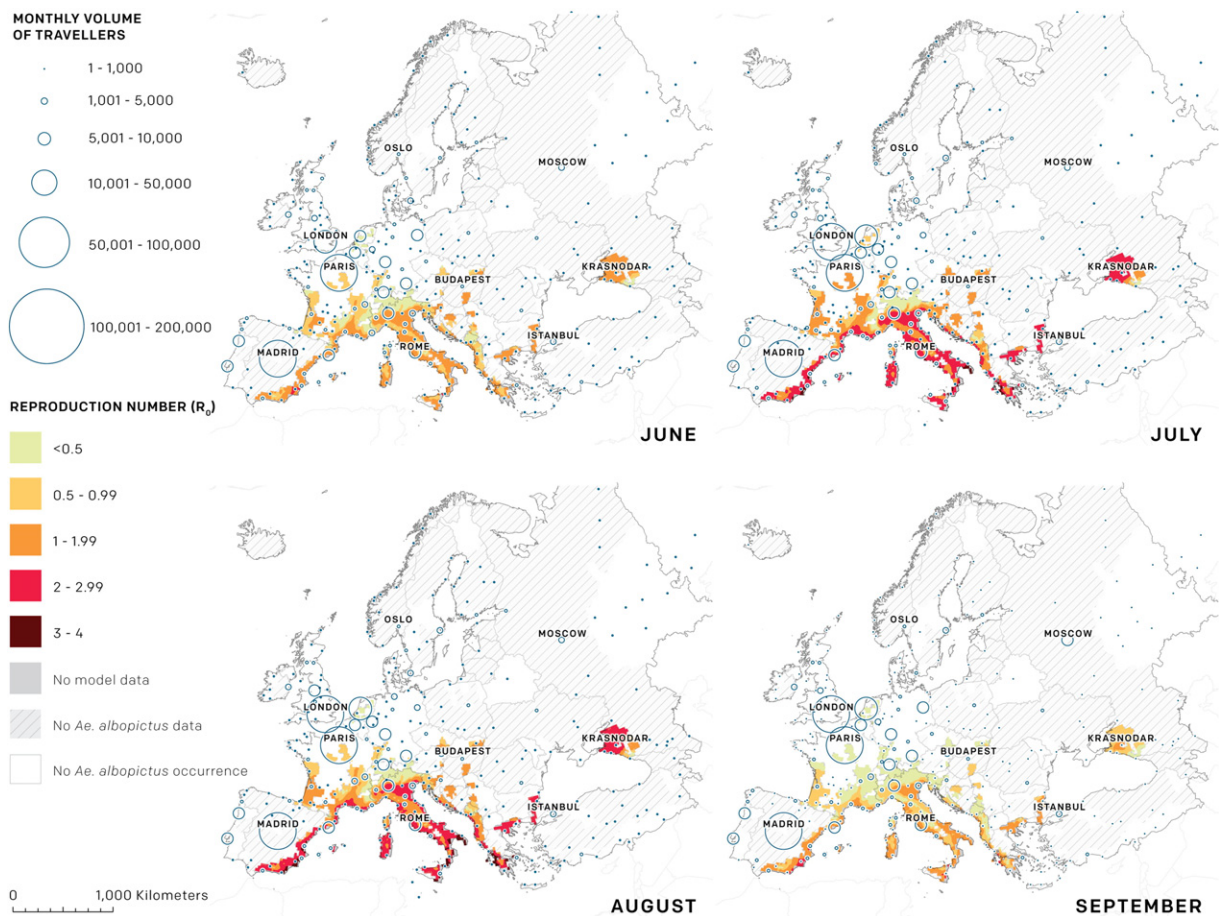 MONTHLY VOLUME
OF TRAVELLERS
1 - 1,000
1,001 - 5,000
5,001 - 10,000
10,001 - 50,000
50,001 - 100,000
100,001 - 200,000
REPRODUCTION NUMBER (R₀)
<0.5
0.5 - 0.99
1 - 1.99
2 - 2.99
3 - 4
No model data
No Ae. albopictus data
No Ae. albopictus occurrence
0 1,000 Kilometers
OSLO
MOSCOW
LONDON
PARIS
KRASNODAR
BUDAPEST
ISTANBUL
ROME
MADRID
JUNE
OSLO
MOSCOW
LONDON
PARIS
KRASNODAR
BUDAPEST
ISTANBUL
ROME
MADRID
JULY
OSLO
MOSCOW
LONDON
PARIS
KRASNODAR
BUDAPEST
ISTANBUL
ROME
MADRID
AUGUST
OSLO
MOSCOW
LONDON
PARIS
KRASNODAR
BUDAPEST
ISTANBUL
ROME
MADRID
SEPTEMBER